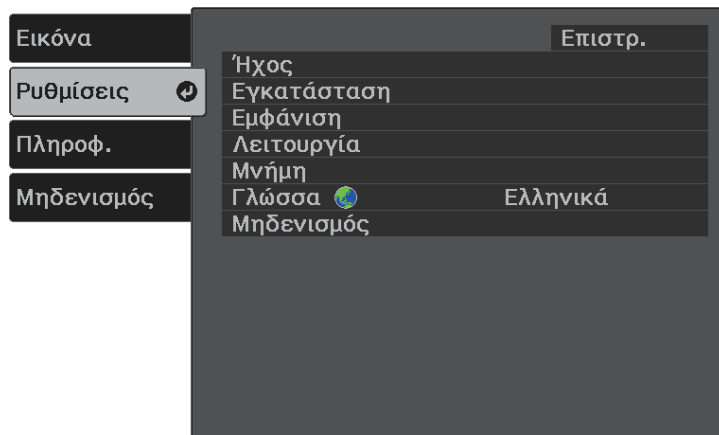 Εικόνα
Ρυθμίσεις
Πληροφ.
Μηδενισμός
Επιστρ.
Ήχος
Εγκατάσταση
Εμφάνιση
Λειτουργία
Μνήμη
Γλώσσα Ελληνικά
Μηδενισμός